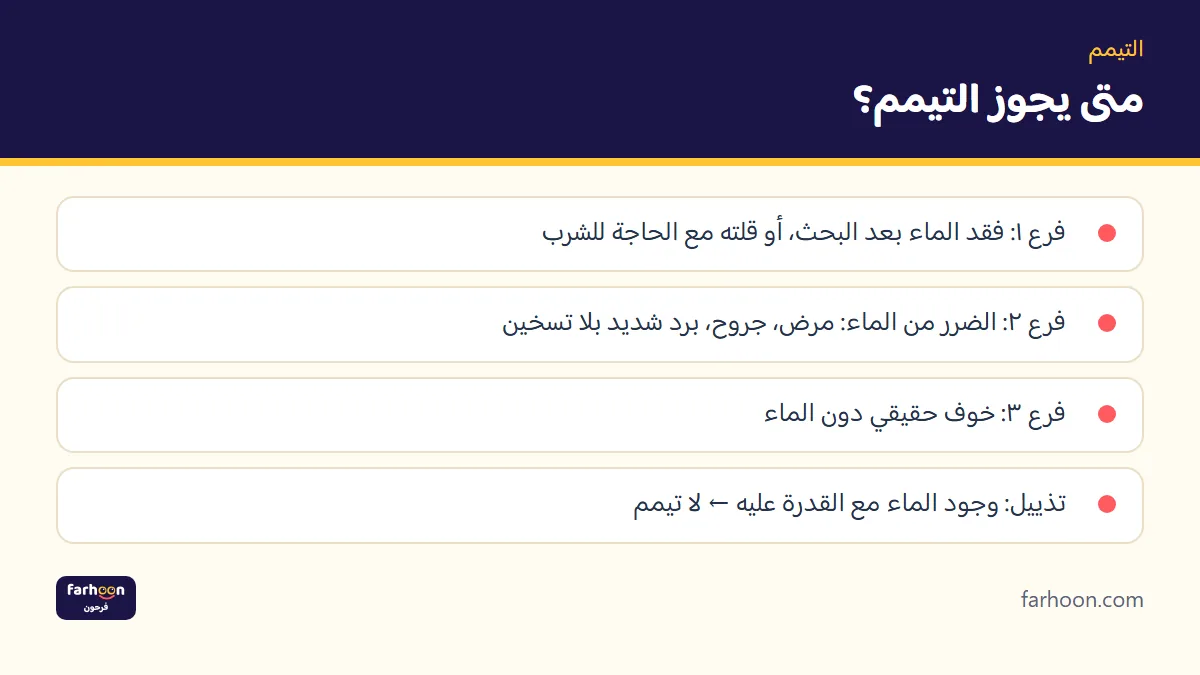 التيمم
متى يجوز التيمم؟
فرع ١: فقد الماء بعد البحث، أو قلته مع الحاجة للشرب
فرع ٢: الضرر من الماء: مرض، جروح، برد شديد بلا تسخين
فرع ٣: خوف حقيقي دون الماء
تذييل: وجود الماء مع القدرة عليه ← لا تيمم
farhoon.com
farhoon
فرحون